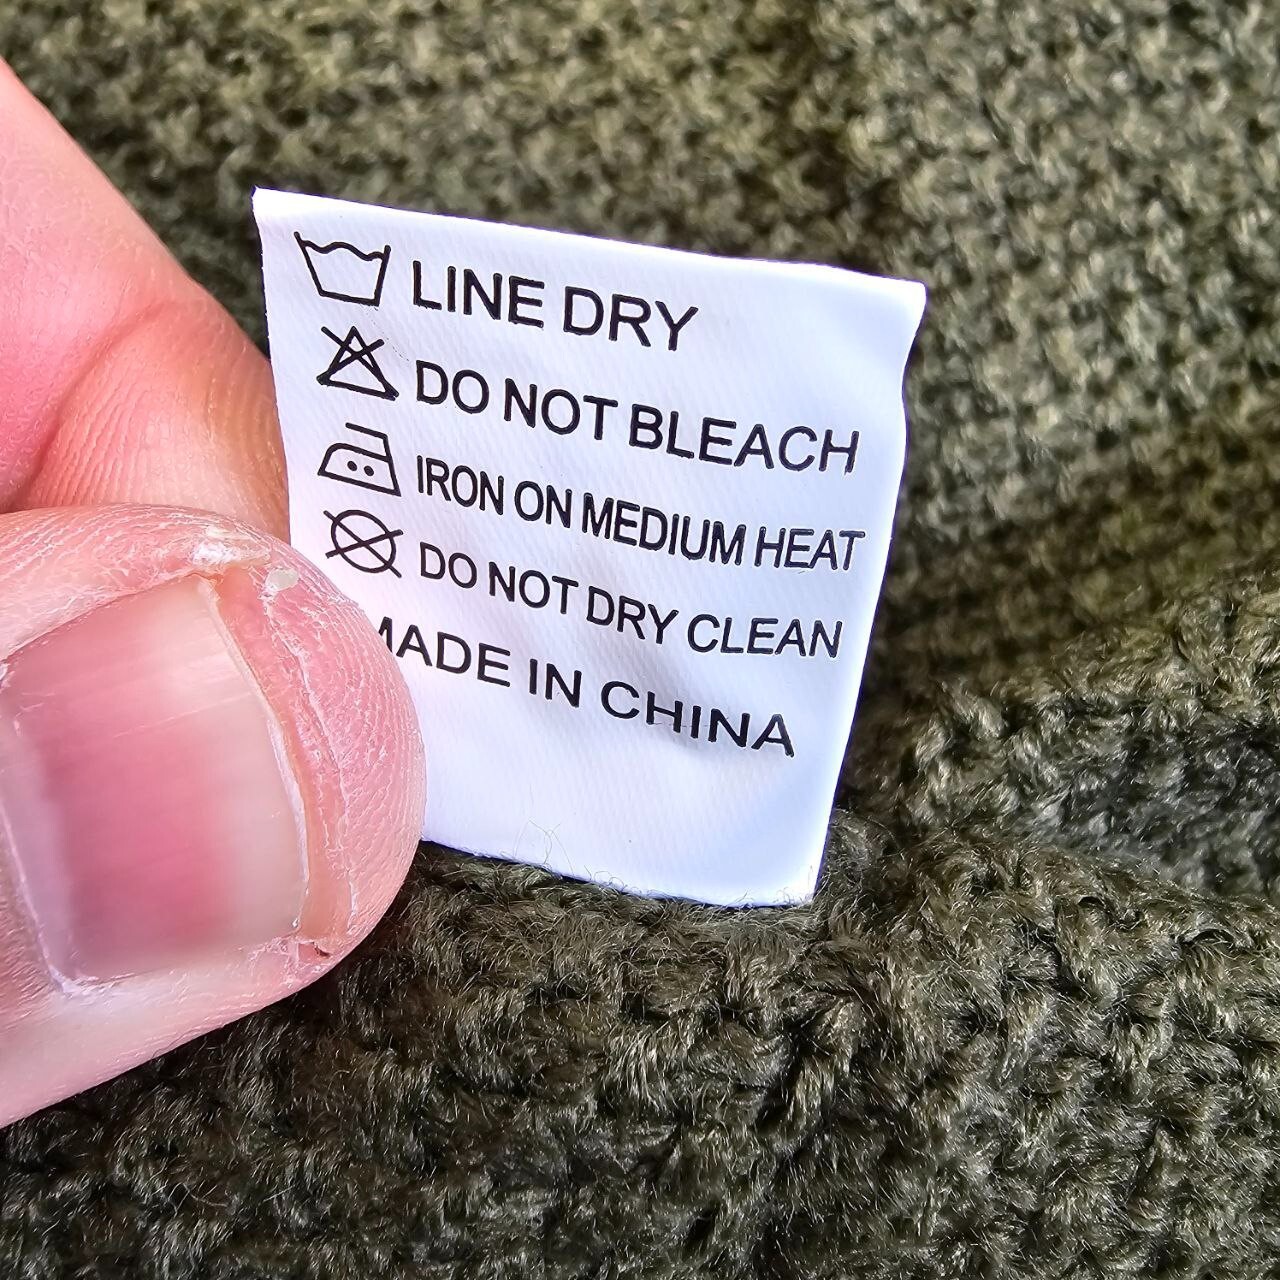 LINE DRY
DO NOT BLEACH
IRON ON MEDIUM HEAT
DO NOT DRY CLEAN
MADE IN CHINA